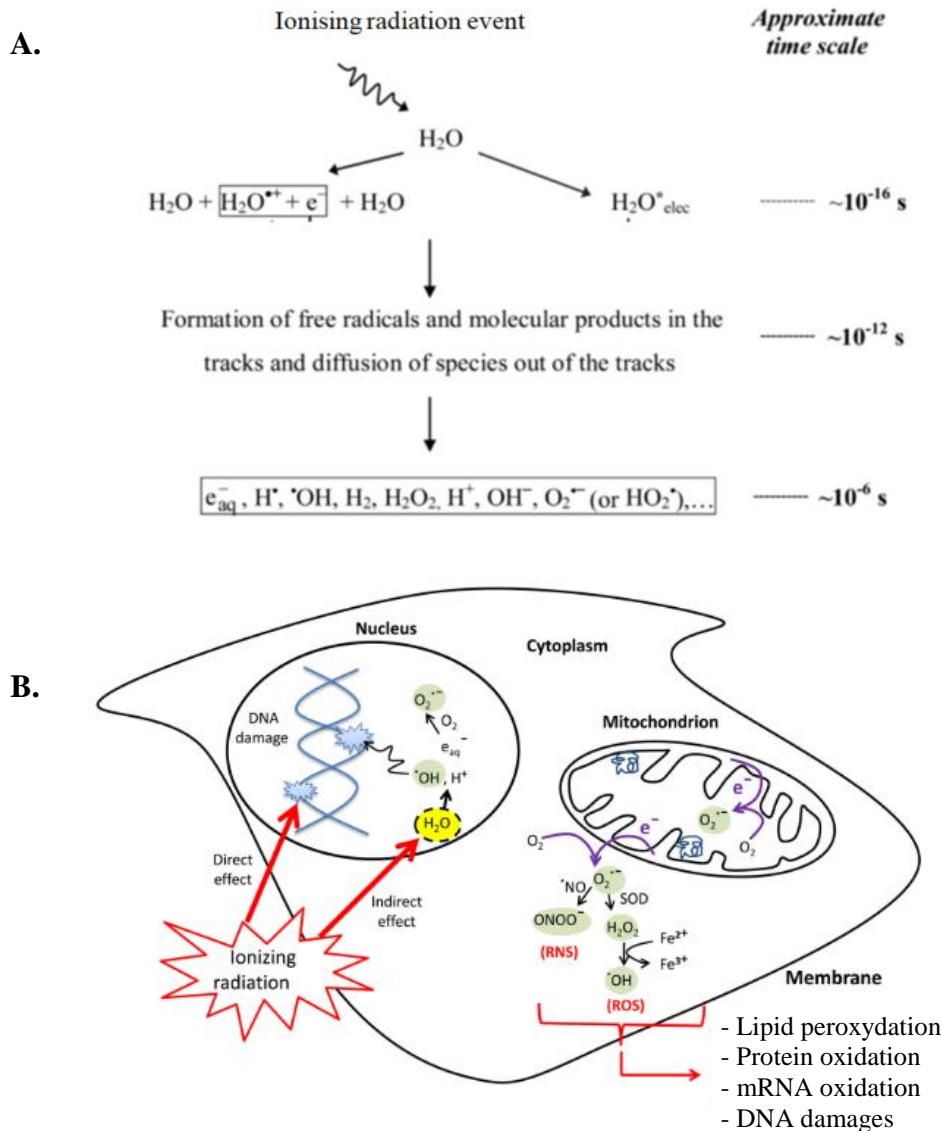 A.
Ionising radiation event
Approximate
time scale
H₂O
H₂O + H₂O•⁺ + e⁻ + H₂O
H₂O*elec
---------- ~10⁻¹⁶ s
Formation of free radicals and molecular products in the
tracks and diffusion of species out of the tracks
---------- ~10⁻¹² s
e⁻aq , H•, •OH, H₂, H₂O₂, H⁺, OH⁻, O₂•⁻ (or HO₂•),...
---------- ~10⁻⁶ s
B.
Nucleus
Cytoplasm
DNA
damage
O₂•⁻
O₂
eaq⁻
•OH , H⁺
H₂O
Direct
effect
Indirect
effect
Ionizing
radiation
Mitochondrion
e⁻
O₂•⁻
O₂
e⁻
O₂
O₂•⁻
•NO
SOD
ONOO⁻
H₂O₂
(RNS)
Fe²⁺
Fe³⁺
•OH
(ROS)
Membrane
- Lipid peroxydation
- Protein oxidation
- mRNA oxidation
- DNA damages